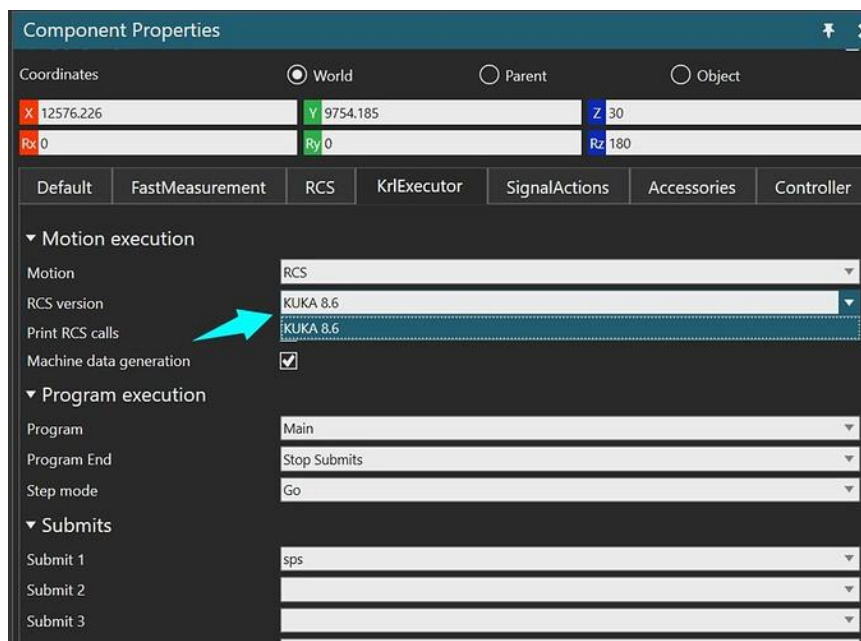 Component Properties
Coordinates World Parent Object
X 12576.226 Y 9754.185 Z 30
Rx 0 Ry 0 Rz 180
Default FastMeasurement RCS KrlExecutor SignalActions Accessories Controller
Motion execution
Motion RCS
RCS version KUKA 8.6
KUKA 8.6
Print RCS calls
Machine data generation
Program execution
Program Main
Program End Stop Submits
Step mode Go
Submits
Submit 1 sps
Submit 2
Submit 3